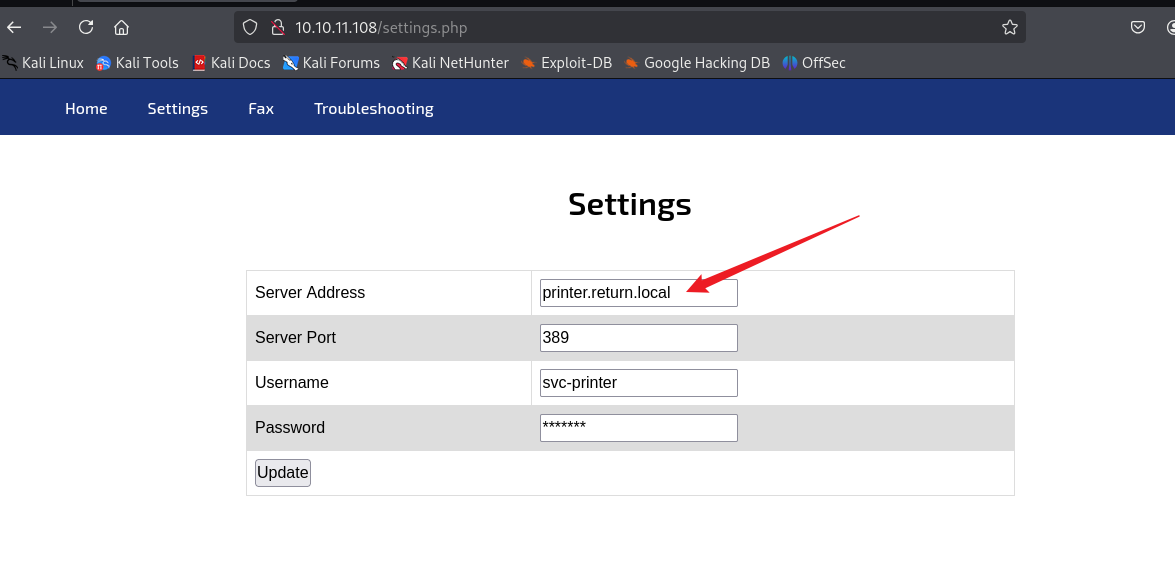 10.10.11.108/settings.php
Kali Linux Kali Tools Kali Docs Kali Forums Kali NetHunter Exploit-DB Google Hacking DB OffSec
Home Settings Fax Troubleshooting
Settings
Server Address printer.return.local
Server Port 389
Username svc-printer
Password *******
Update